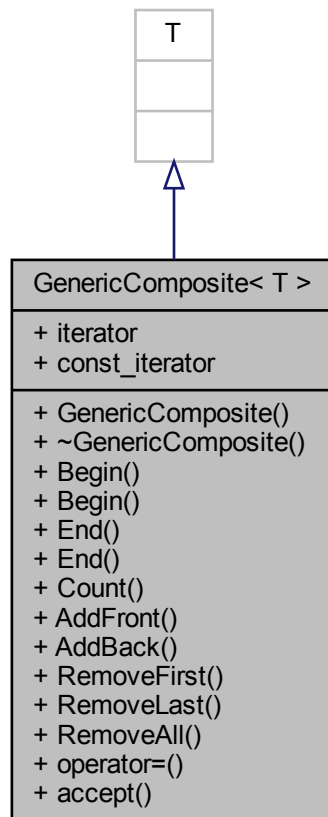 T
GenericComposite< T >
+ iterator
+ const_iterator
+ GenericComposite()
+ ~GenericComposite()
+ Begin()
+ Begin()
+ End()
+ End()
+ Count()
+ AddFront()
+ AddBack()
+ RemoveFirst()
+ RemoveLast()
+ RemoveAll()
+ operator=()
+ accept()